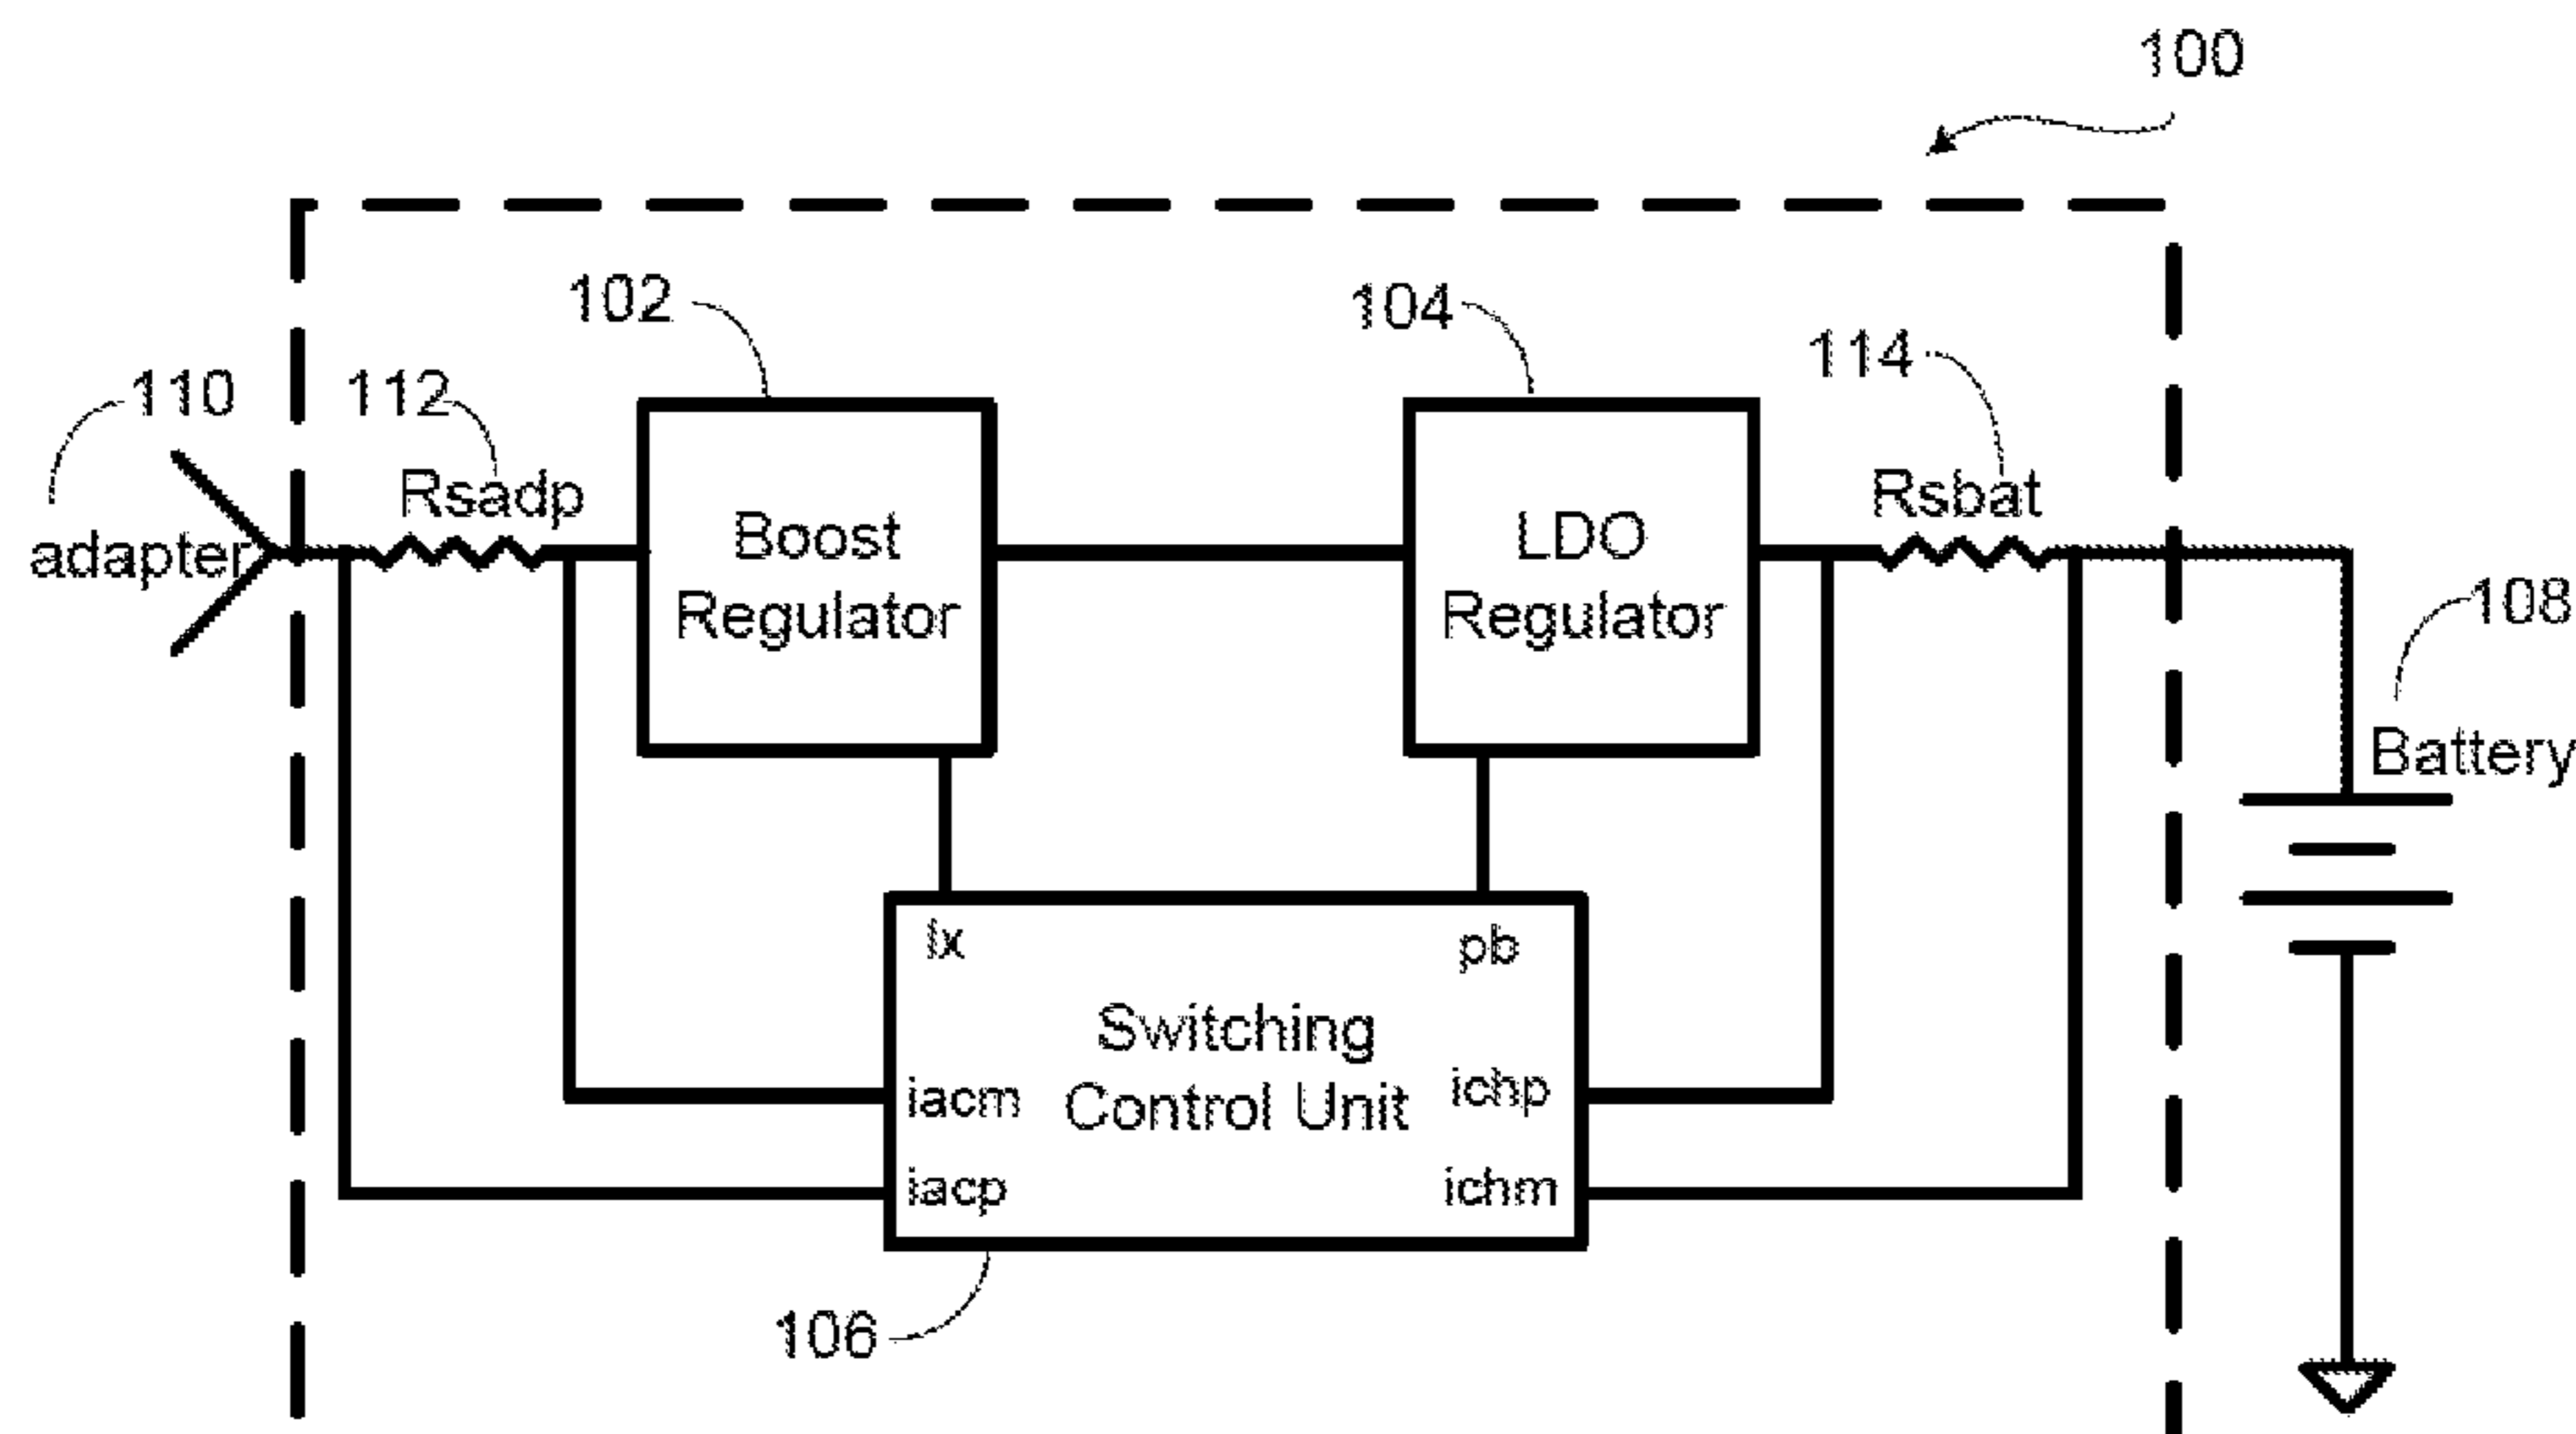 100
102
104
114
110
112
Rsadp
Rsbat
adapter
Boost
Regulator
LDO
Regulator
108
Battery
lx
pb
Switching
Control Unit
iacm
ichp
iacp
ichm
106